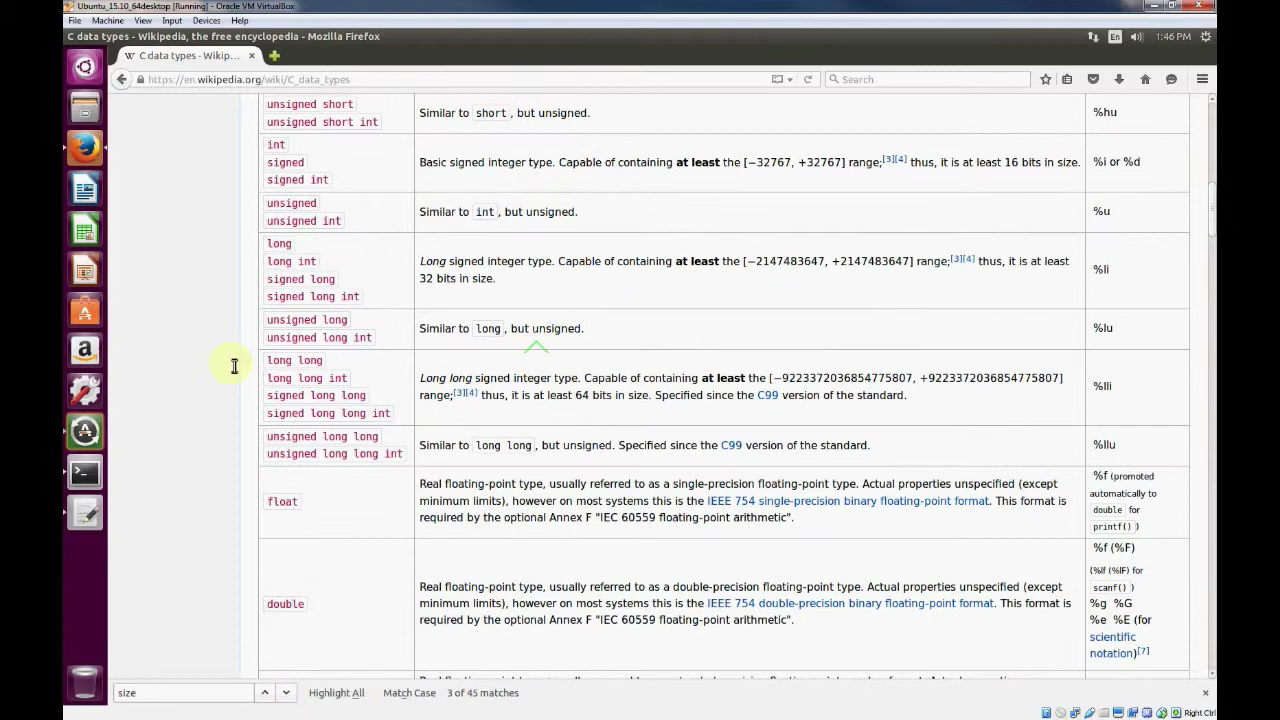 Ubuntu_15.10_64desktop [Running] - Oracle VM VirtualBox
File Machine View Input Devices Help
C data types - Wikipedia, the free encyclopedia - Mozilla Firefox
En
1:46 PM
W C data types - Wikip...
https://en.wikipedia.org/wiki/C_data_types
Search
unsigned short
unsigned short int
Similar to short , but unsigned.
%hu
int
signed
signed int
Basic signed integer type. Capable of containing at least the [−32767, +32767] range;[3][4] thus, it is at least 16 bits in size.
%i or %d
unsigned
unsigned int
Similar to int , but unsigned.
%u
long
long int
signed long
signed long int
Long signed integer type. Capable of containing at least the [−2147483647, +2147483647] range;[3][4] thus, it is at least
32 bits in size.
%li
unsigned long
unsigned long int
Similar to long , but unsigned.
%lu
long long
long long int
signed long long
signed long long int
Long long signed integer type. Capable of containing at least the [−9223372036854775807, +9223372036854775807]
range;[3][4] thus, it is at least 64 bits in size. Specified since the C99 version of the standard.
%lli
unsigned long long
unsigned long long int
Similar to long long , but unsigned. Specified since the C99 version of the standard.
%llu
float
Real floating-point type, usually referred to as a single-precision floating-point type. Actual properties unspecified (except
minimum limits), however on most systems this is the IEEE 754 single-precision binary floating-point format. This format is
required by the optional Annex F "IEC 60559 floating-point arithmetic".
%f (promoted
automatically to
double for
printf() )
double
Real floating-point type, usually referred to as a double-precision floating-point type. Actual properties unspecified (except
minimum limits), however on most systems this is the IEEE 754 double-precision binary floating-point format. This format is
required by the optional Annex F "IEC 60559 floating-point arithmetic".
%f (%F)
(%lf (%lF) for
scanf() )
%g %G
%e %E (for
scientific
notation)[7]
size
Highlight All
Match Case
3 of 45 matches
Right Ctrl